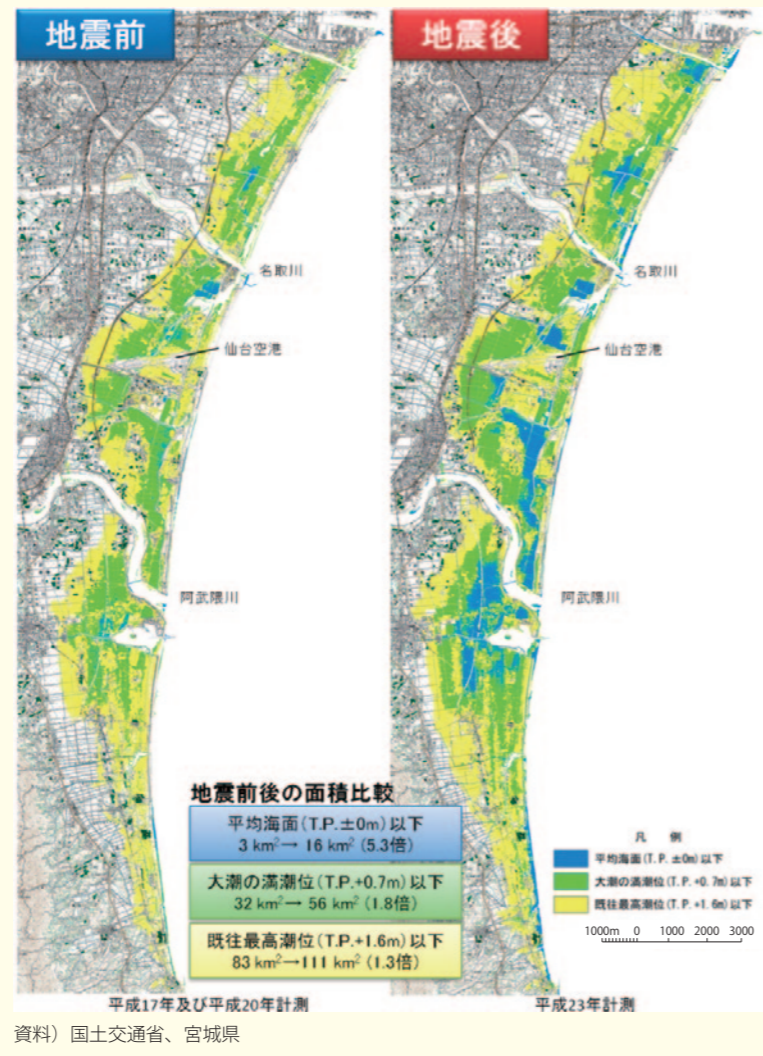 地震前
地震後
名取川
名取川
仙台空港
仙台空港
阿武隈川
阿武隈川
地震前後の面積比較
平均海面(T.P.±0m)以下
3 km²→ 16 km² (5.3倍)
大潮の満潮位(T.P.+0.7m)以下
32 km²→ 56 km² (1.8倍)
既往最高潮位(T.P.+1.6m)以下
83 km²→111 km² (1.3倍)
凡 例
平均海面(T.P.±0m)以下
大潮の満潮位(T.P.+0.7m)以下
既往最高潮位(T.P.+1.6m)以下
1000m 0 1000 2000 3000
平成17年及び平成20年計測
平成23年計測
資料）国土交通省、宮城県